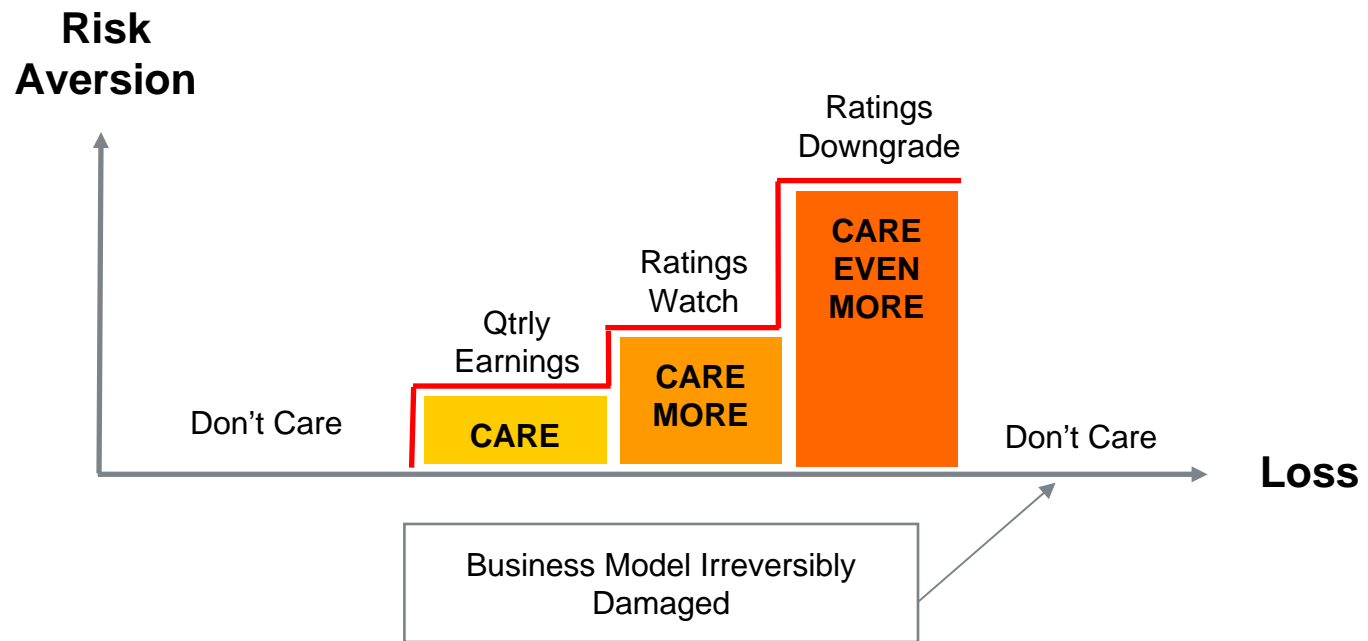 Risk
Aversion
Ratings
Downgrade
CARE
EVEN
MORE
Ratings
Watch
CARE
MORE
Qtrly
Earnings
CARE
Don’t Care
Don’t Care
Loss
Business Model Irreversibly
Damaged